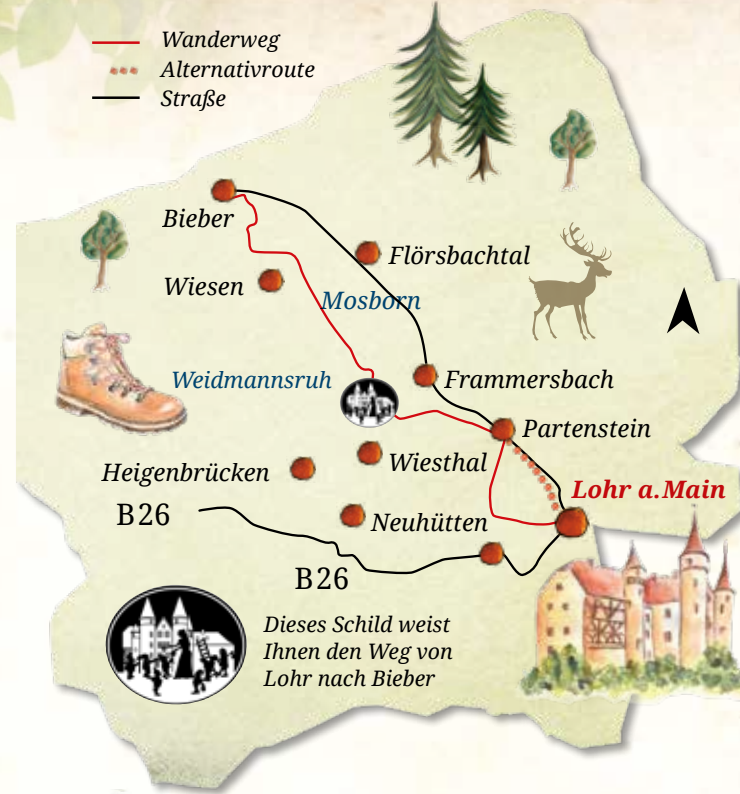 Wanderweg
Alternativroute
Straße
Bieber
Flörsbachtal
Wiesen
Mosborn
Weidmannsruh
Frammersbach
Partenstein
Wiesthal
Heigenbrücken
Lohr a.Main
B26
Neuhütten
B26
Dieses Schild weist
Ihnen den Weg von
Lohr nach Bieber